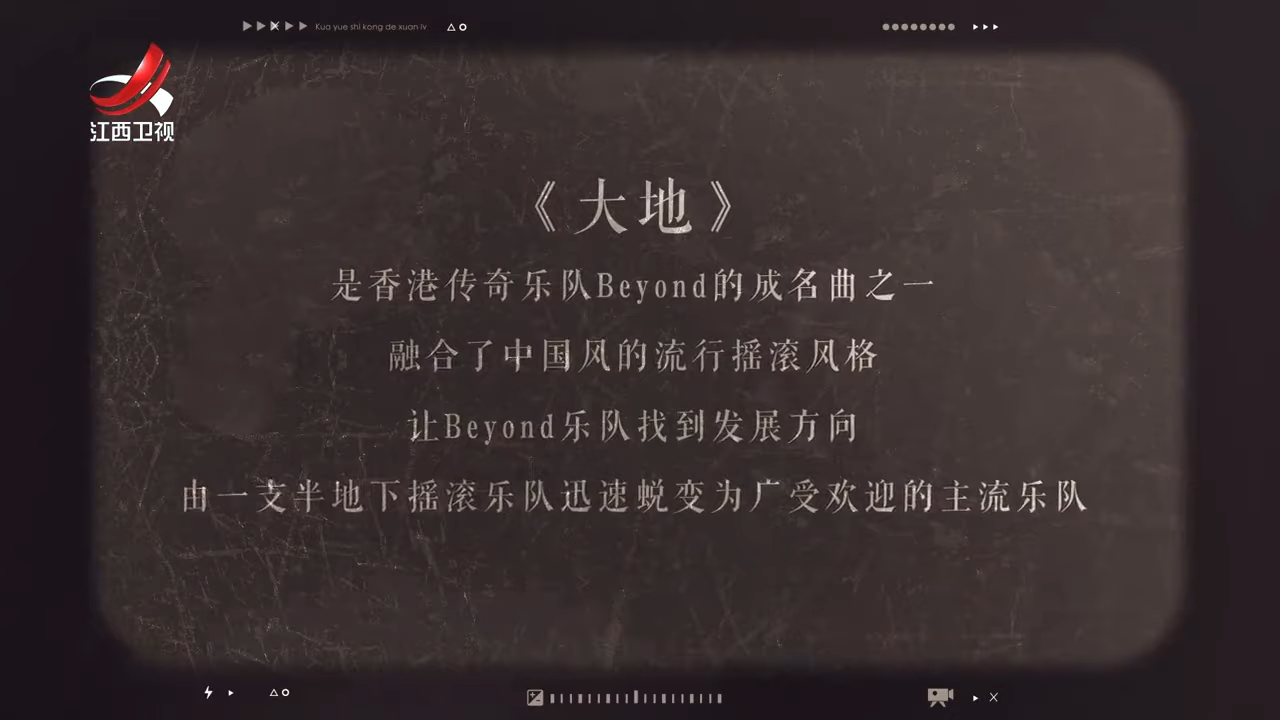 Kua yue shi kong de xuan lv
江西卫视
《大地》
是香港传奇乐队Beyond的成名曲之一
融合了中国风的流行摇滚风格
让Beyond乐队找到发展方向
由一支半地下摇滚乐队迅速蜕变为广受欢迎的主流乐队